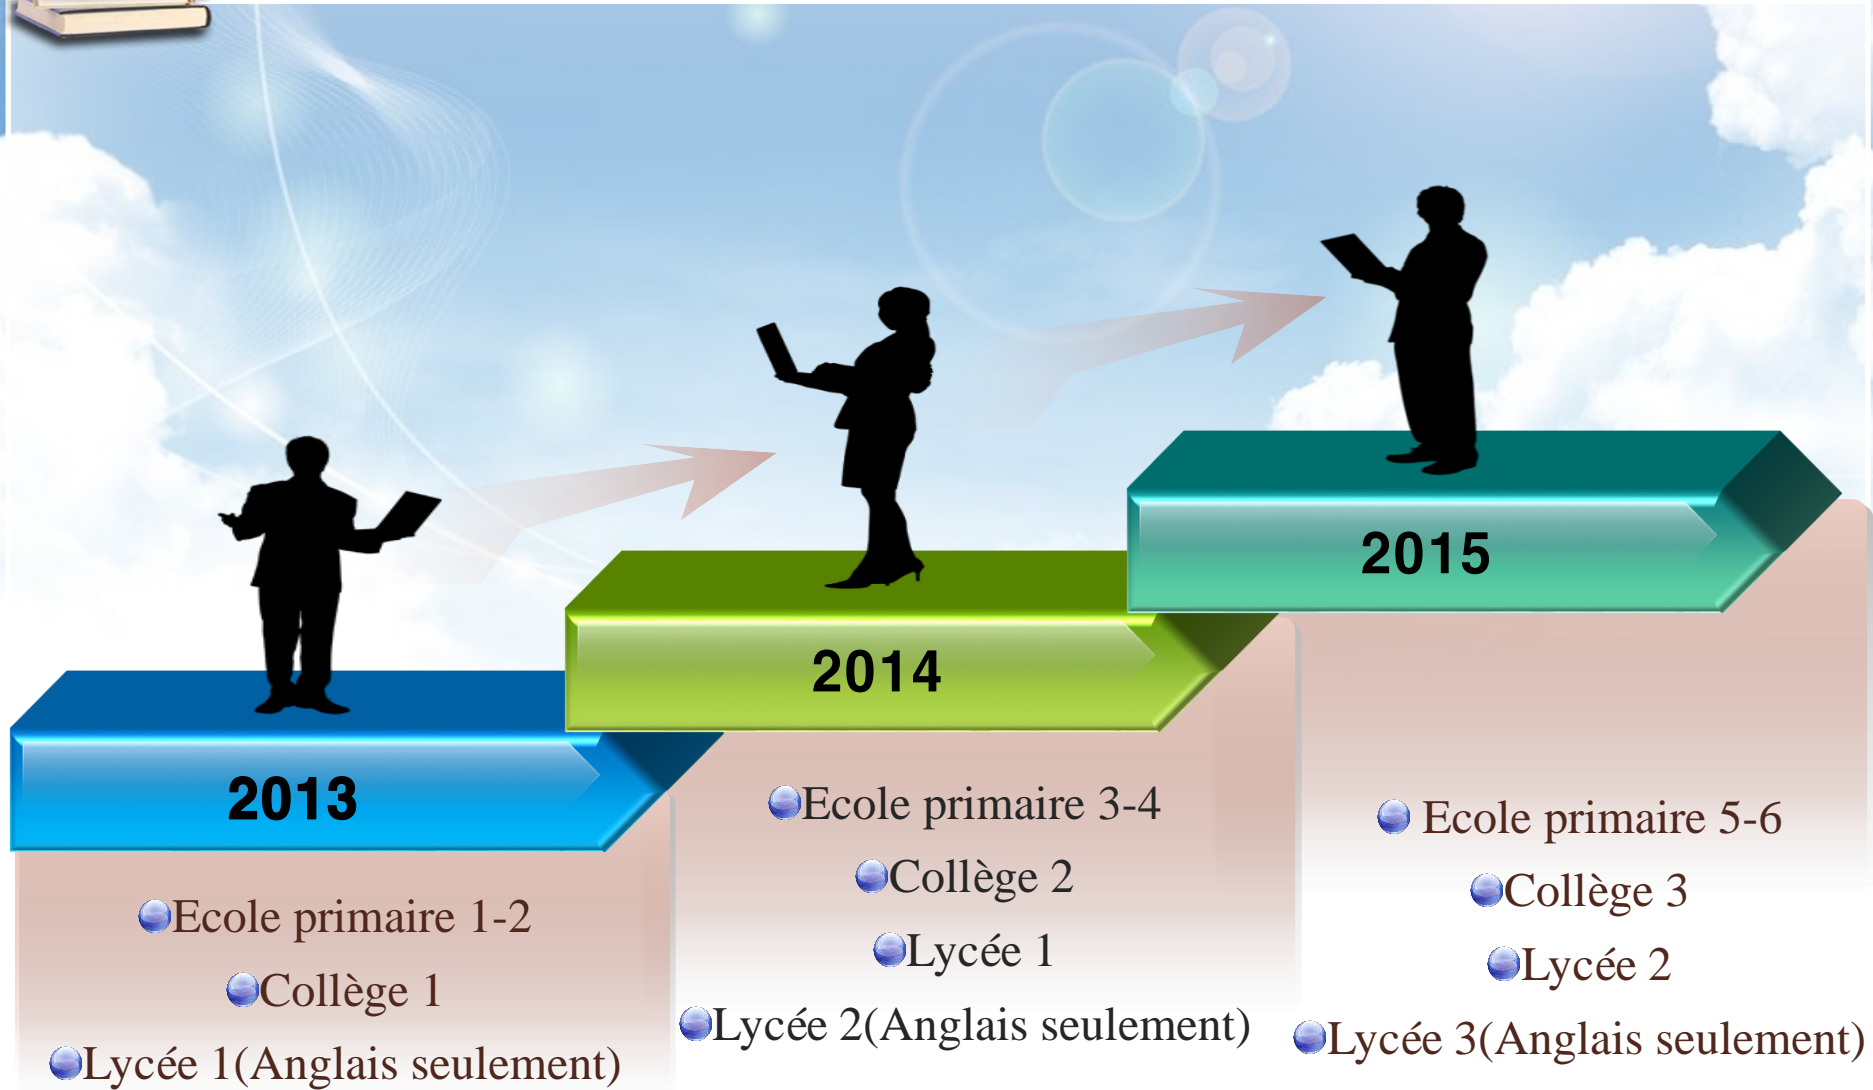 2013
Ecole primaire 1-2
Collège 1
Lycée 1(Anglais seulement)
2014
Ecole primaire 3-4
Collège 2
Lycée 1
Lycée 2(Anglais seulement)
2015
Ecole primaire 5-6
Collège 3
Lycée 2
Lycée 3(Anglais seulement)